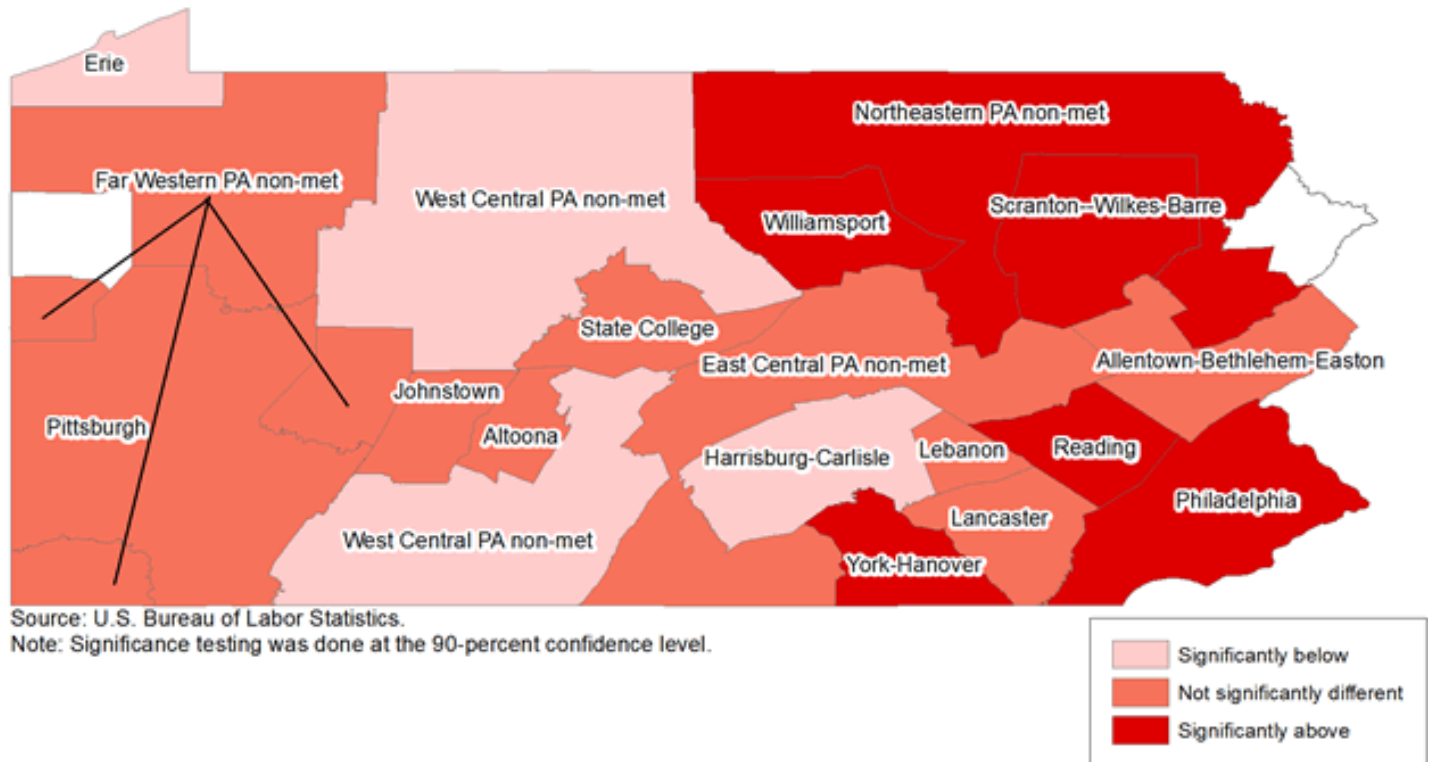 Erie
Northeastern PA non-met
Far Western PA non-met
West Central PA non-met
Scranton--Wilkes-Barre
Williamsport
State College
East Central PA non-met
Allentown-Bethlehem-Easton
Johnstown
Pittsburgh
Altoona
Harrisburg-Carlisle
Lebanon
Reading
Philadelphia
Lancaster
West Central PA non-met
York-Hanover
Source: U.S. Bureau of Labor Statistics.
Note: Significance testing was done at the 90-percent confidence level.
Significantly below
Not significantly different
Significantly above